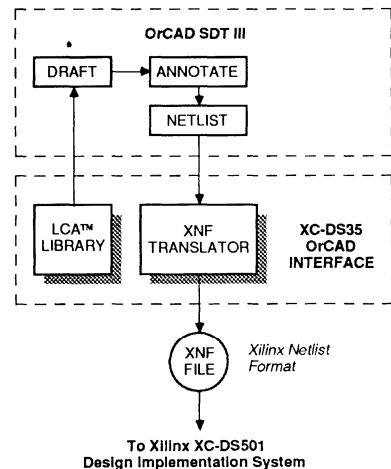 OrCAD SDT III
DRAFT
ANNOTATE
NETLIST
LCA™
LIBRARY
XNF
TRANSLATOR
XC-DS35
OrCAD
INTERFACE
XNF
FILE
Xilinx Netlist
Format
To Xilinx XC-DS501
Design Implementation System